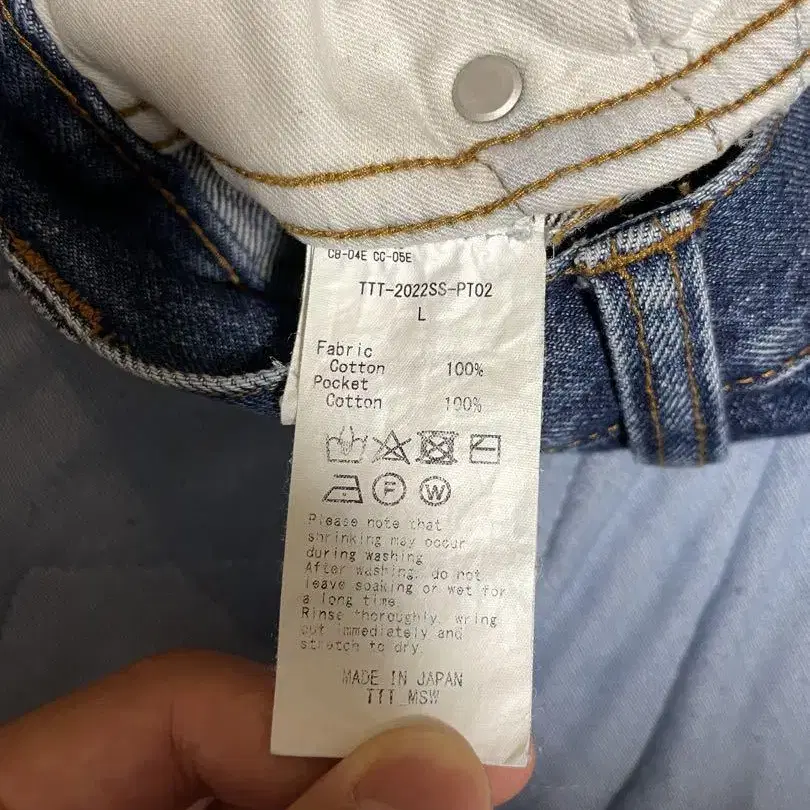 CB-04E CC-05E
TTT-2022SS-PT02
L
Fabric
Cotton 100%
Pocket
Cotton 100%
F W
Please note that
shrinking may occur
during washing
After washing, do not
leave soaking or wet for
a long time
Rinse thoroughly, wring
out immediately and
stretch to dry.
MADE IN JAPAN
TTT_MSW